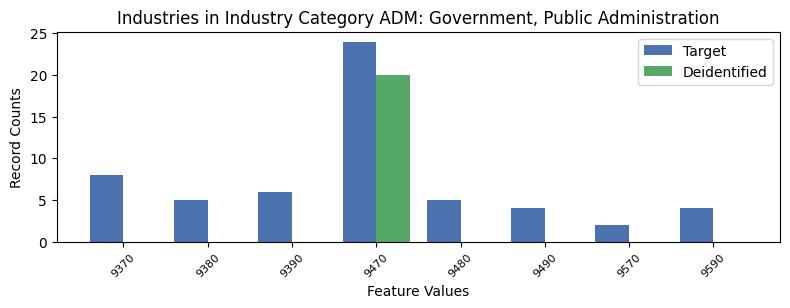 Industries in Industry Category ADM: Government, Public Administration
Record Counts
25
20
15
10
5
0
Target
Deidentified
9370
9380
9390
9470
9480
9490
9570
9590
Feature Values